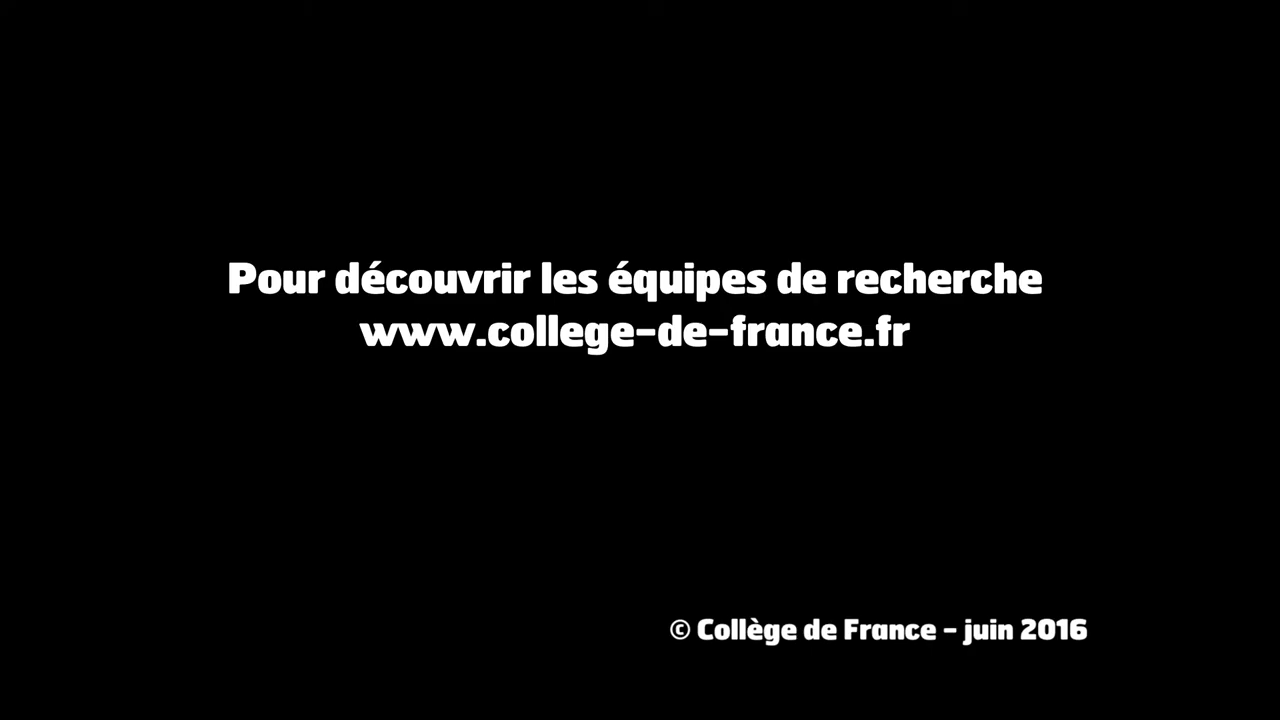 Pour découvrir les équipes de recherche
www.college-de-france.fr
© Collège de France - juin 2016